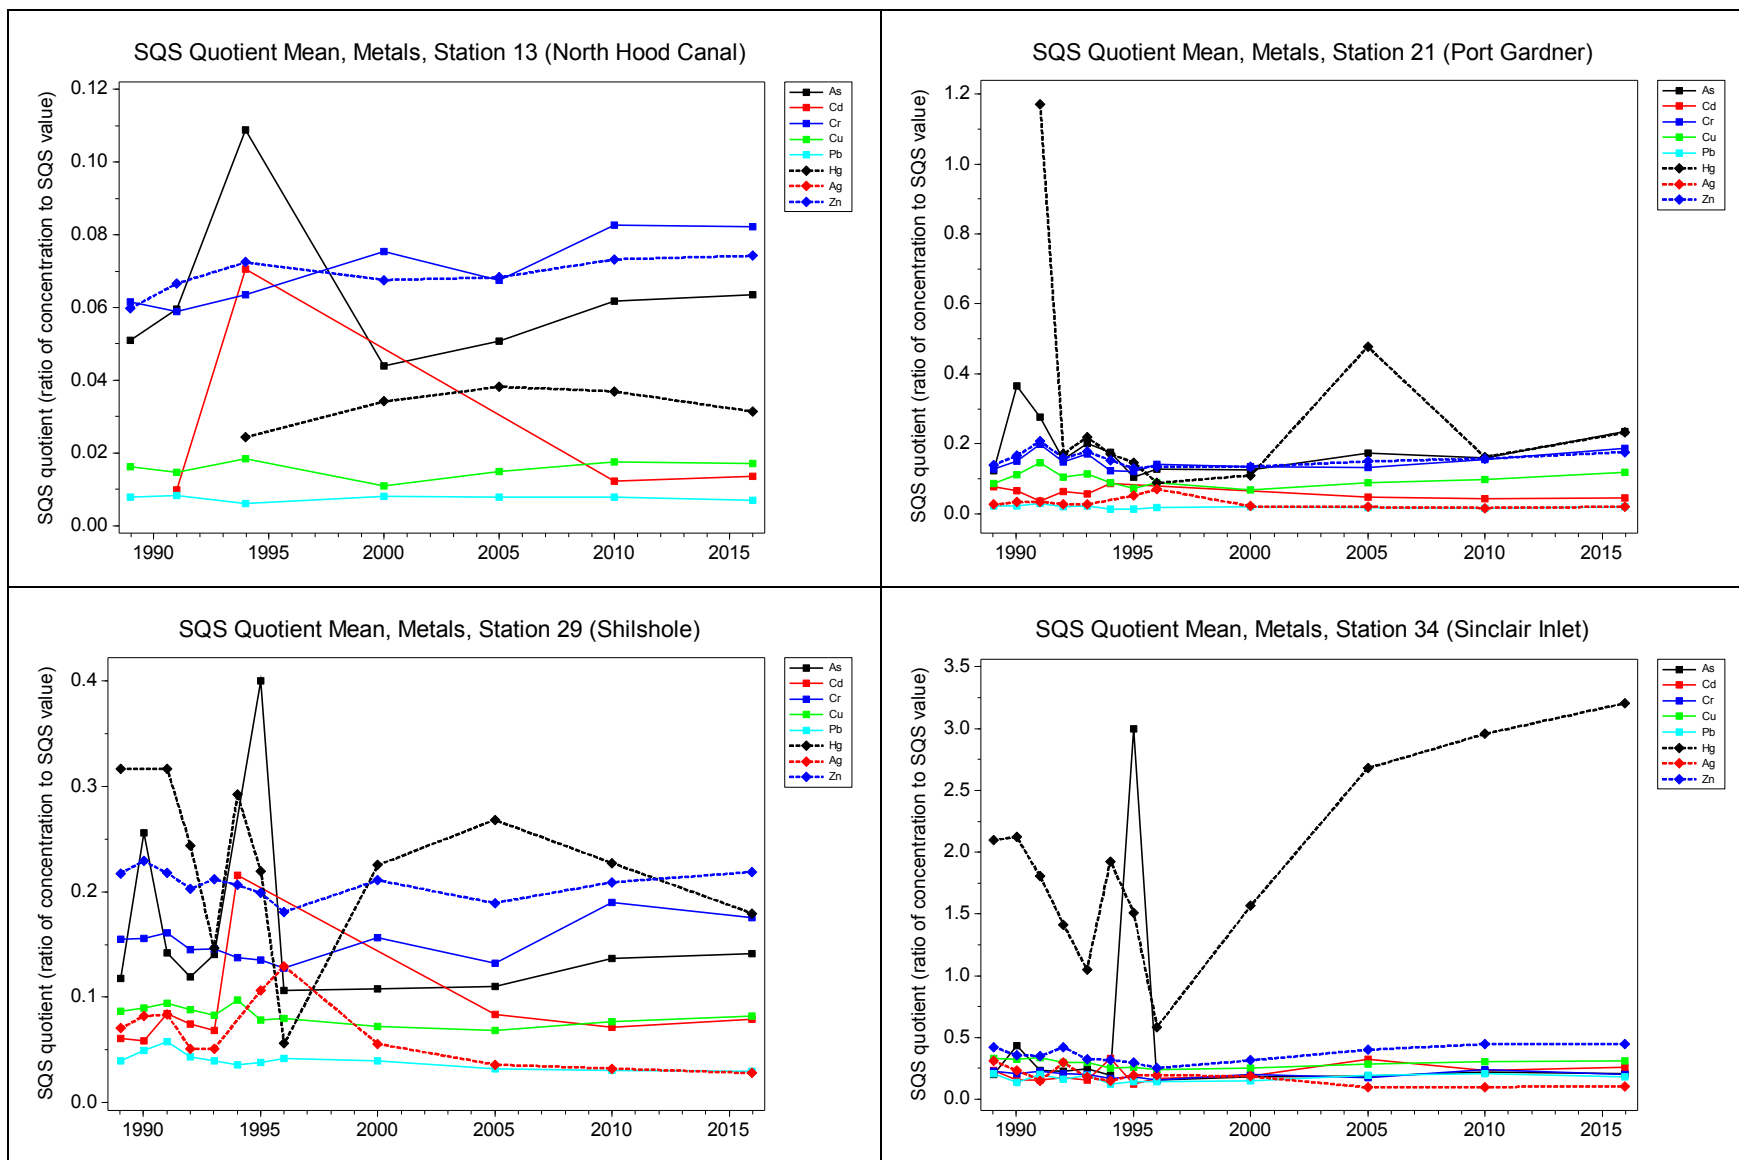 SQS Quotient Mean, Metals, Station 13 (North Hood Canal)
SQS quotient (ratio of concentration to SQS value)
0.12
0.10
0.08
0.06
0.04
0.02
0.00
1990 1995 2000 2005 2010 2015
As
Cd
Cr
Cu
Pb
Hg
Ag
Zn
SQS Quotient Mean, Metals, Station 21 (Port Gardner)
SQS quotient (ratio of concentration to SQS value)
1.2
1.0
0.8
0.6
0.4
0.2
0.0
1990 1995 2000 2005 2010 2015
As
Cd
Cr
Cu
Pb
Hg
Ag
Zn
SQS Quotient Mean, Metals, Station 29 (Shilshole)
SQS quotient (ratio of concentration to SQS value)
0.4
0.3
0.2
0.1
0.0
1990 1995 2000 2005 2010 2015
As
Cd
Cr
Cu
Pb
Hg
Ag
Zn
SQS Quotient Mean, Metals, Station 34 (Sinclair Inlet)
SQS quotient (ratio of concentration to SQS value)
3.5
3.0
2.5
2.0
1.5
1.0
0.5
0.0
1990 1995 2000 2005 2010 2015
As
Cd
Cr
Cu
Pb
Hg
Ag
Zn